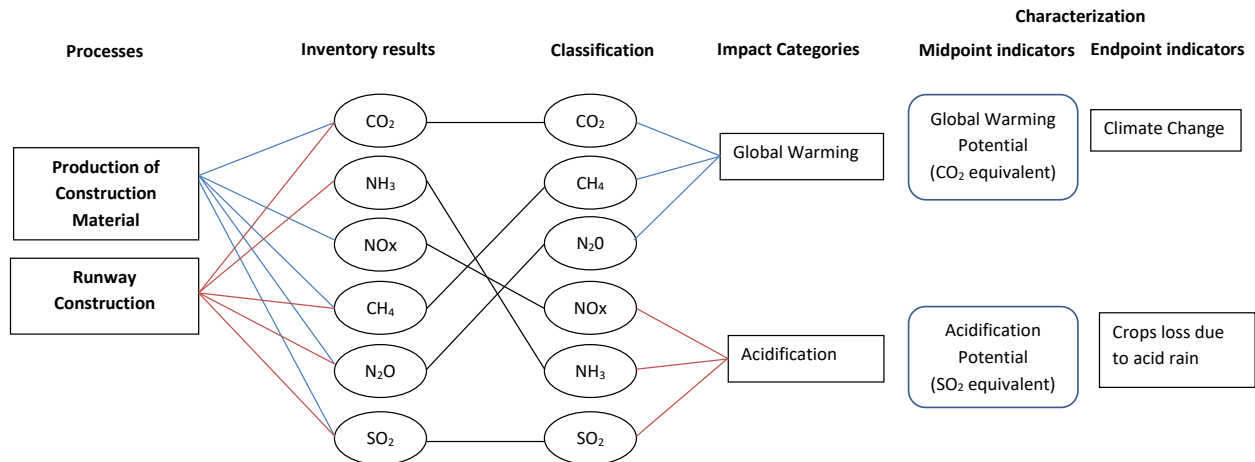 Characterization
Processes
Inventory results
Classification
Impact Categories
Midpoint indicators
Endpoint indicators
Production of
Construction
Material
Runway
Construction
CO₂
NH₃
NOx
CH₄
N₂O
SO₂
CO₂
CH₄
N₂0
NOx
NH₃
SO₂
Global Warming
Acidification
Global Warming
Potential
(CO₂ equivalent)
Acidification
Potential
(SO₂ equivalent)
Climate Change
Crops loss due
to acid rain